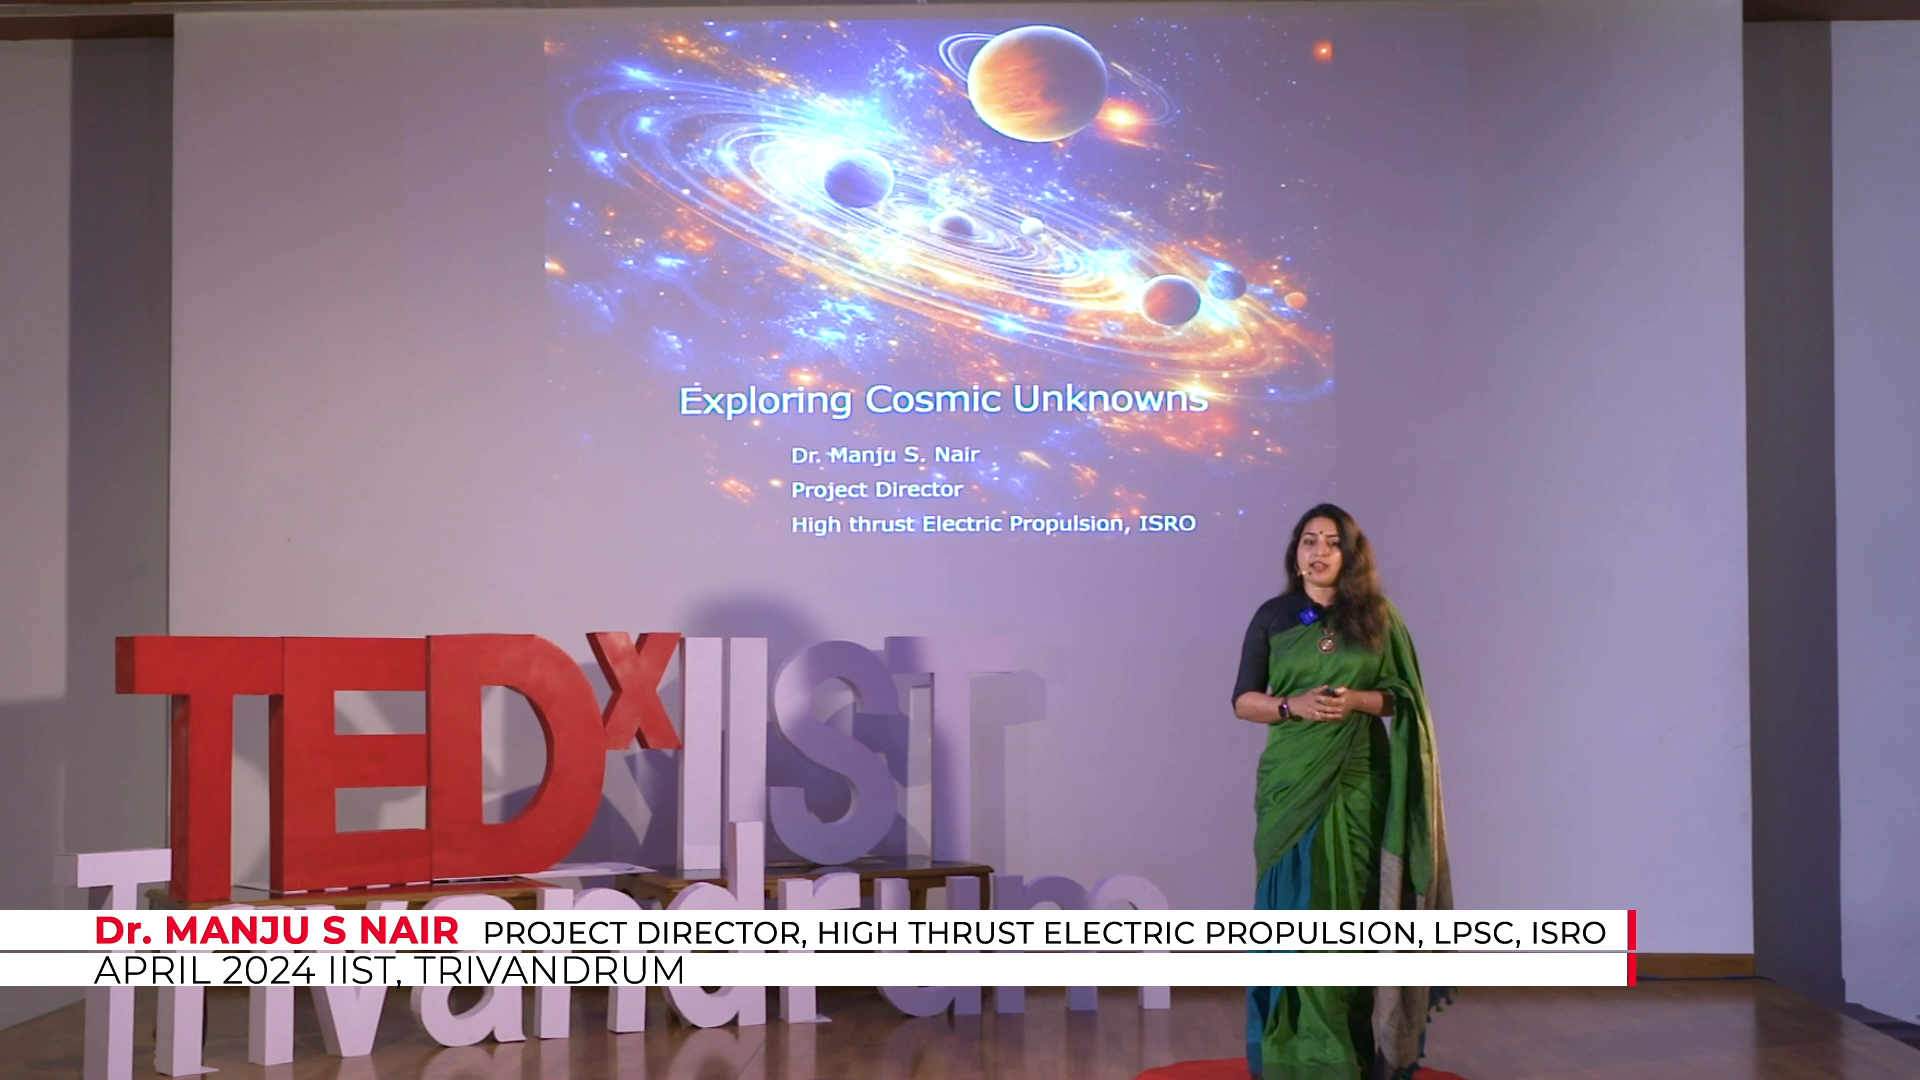 Exploring Cosmic Unknowns
Dr. Manju S. Nair
Project Director
High thrust Electric Propulsion, ISRO
TEDx IIST
Trivandrum
Dr. MANJU S NAIR PROJECT DIRECTOR, HIGH THRUST ELECTRIC PROPULSION, LPSC, ISRO
APRIL 2024 IIST, TRIVANDRUM